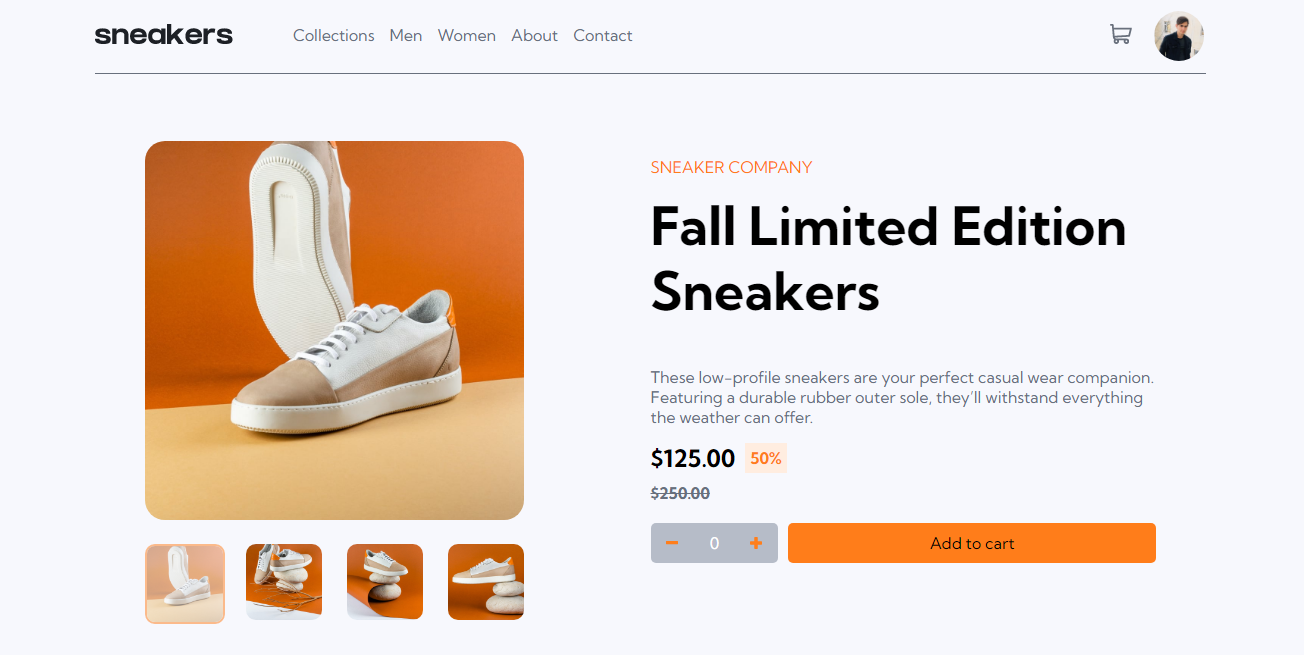 sneakers
Collections Men Women About Contact
SNEAKER COMPANY
Fall Limited Edition
Sneakers
These low-profile sneakers are your perfect casual wear companion.
Featuring a durable rubber outer sole, they’ll withstand everything
the weather can offer.
$125.00 50%
$250.00
− 0 +
Add to cart